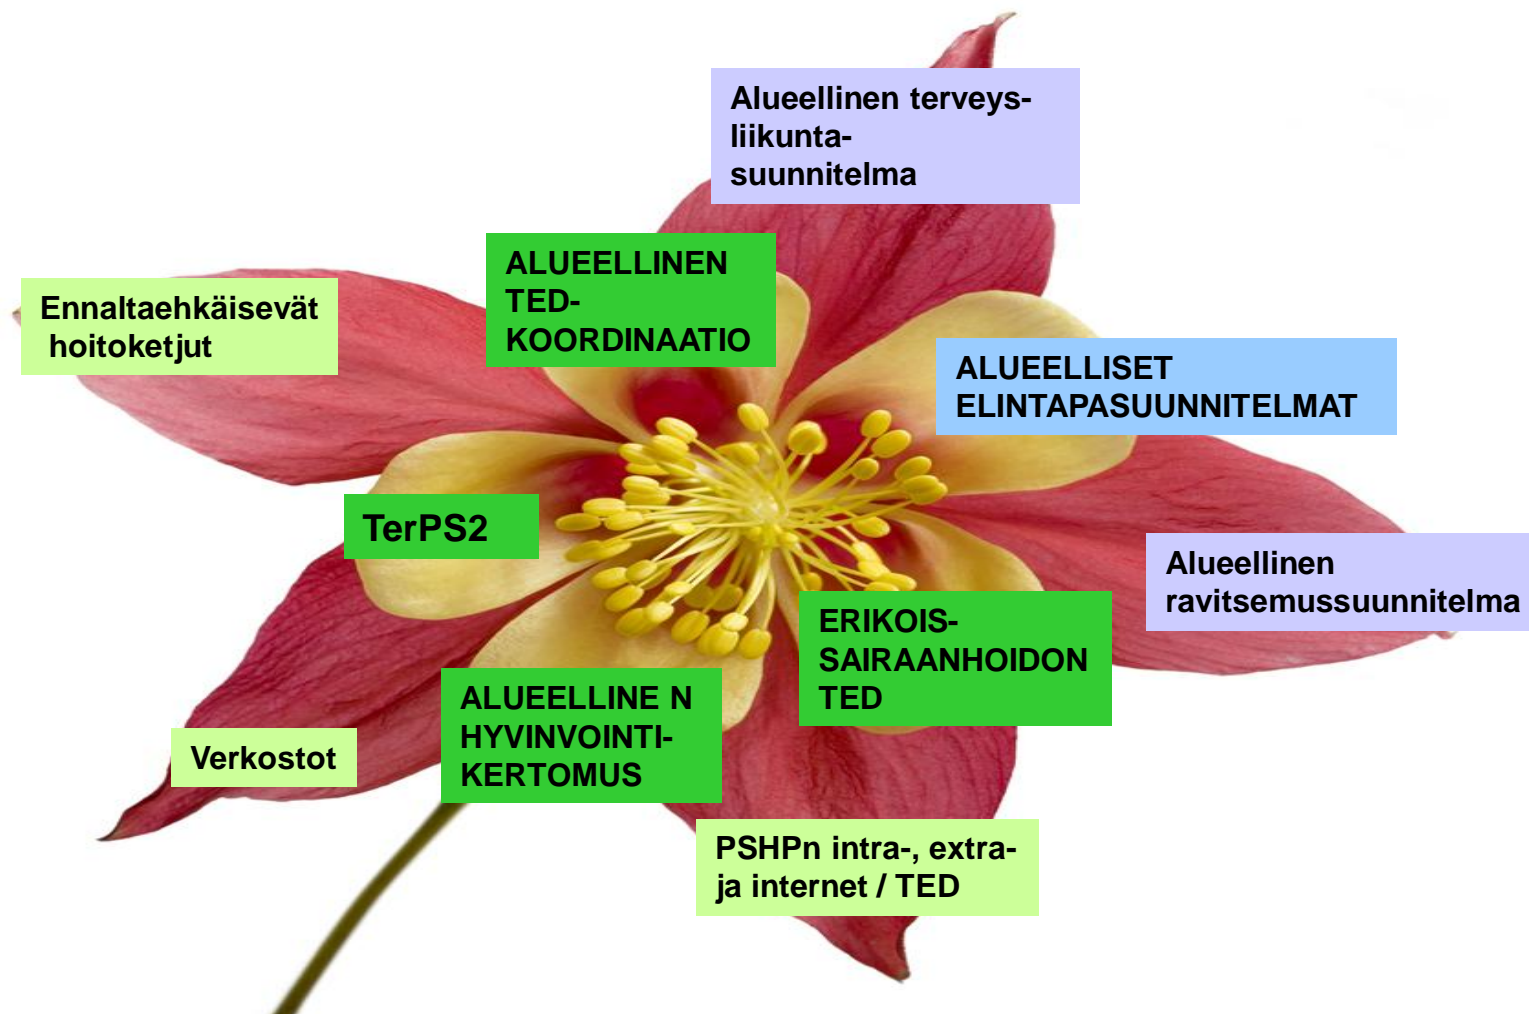 Alueellinen terveys-
liikunta-
suunnitelma
ALUEELLINEN
TED-
KOORDINAATIO
Ennaltaehkäisevät
hoitoketjut
ALUEELLISET
ELINTAPASUUNNITELMAT
TerPS2
Alueellinen
ravitsemussuunnitelma
ERIKOIS-
SAIRAANHOIDON
TED
ALUEELLINE N
HYVINVOINTI-
KERTOMUS
Verkostot
PSHPn intra-, extra-
ja internet / TED